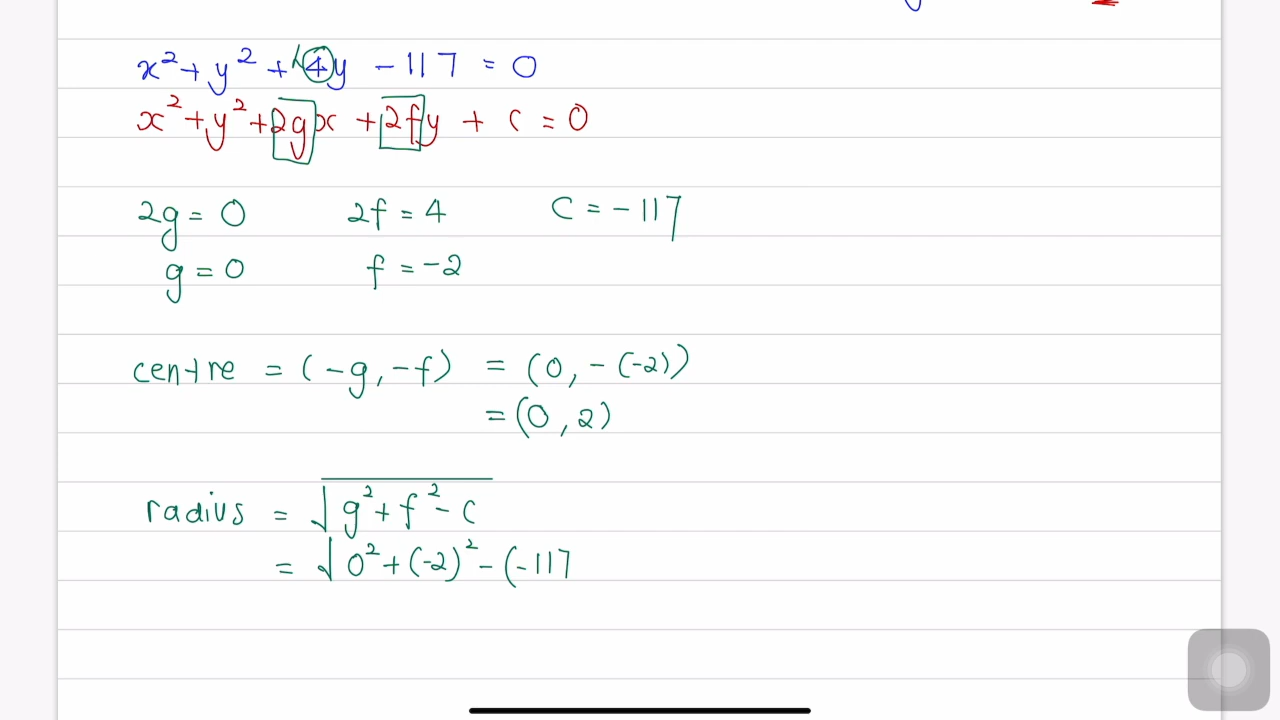 x² + y² + 4y - 117 = 0
x² + y² + 2gx + 2fy + c = 0
2g = 0 2f = 4 C = -117
g = 0 f = -2
centre = (-g, -f) = (0, -(-2))
= (0, 2)
radius = √g² + f² - c
= √0² + (-2)² - (-117